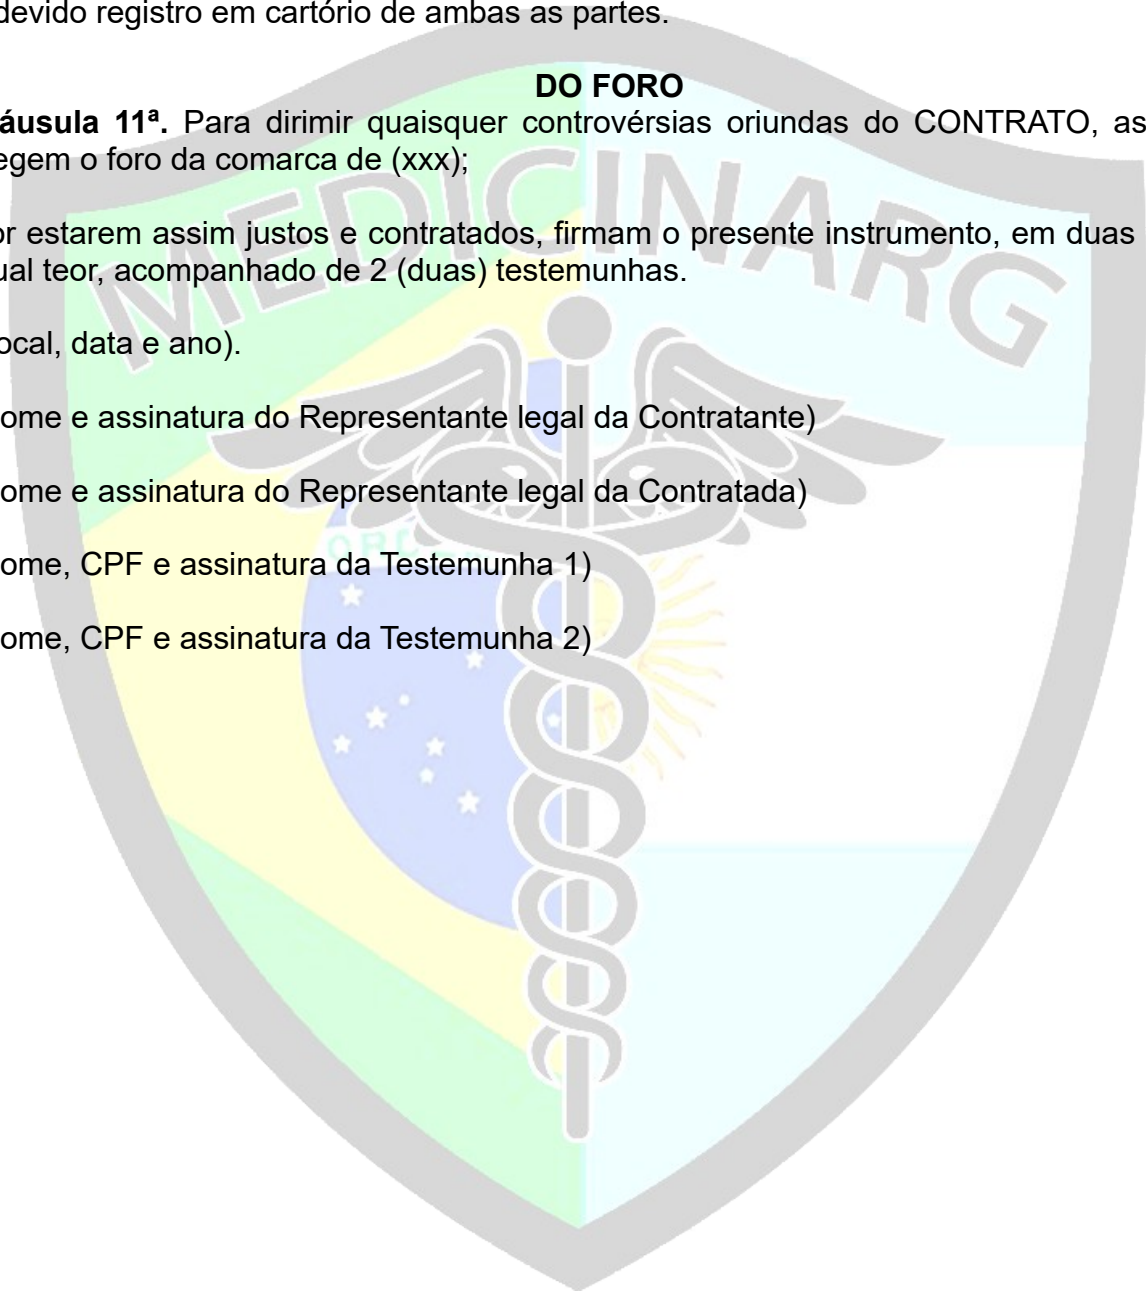 devido registro em cartório de ambas as partes.
DO FORO
áusula 11ª. Para dirimir quaisquer controvérsias oriundas do CONTRATO, as
egem o foro da comarca de (xxx);
or estarem assim justos e contratados, firmam o presente instrumento, em duas
ual teor, acompanhado de 2 (duas) testemunhas.
ocal, data e ano).
ome e assinatura do Representante legal da Contratante)
ome e assinatura do Representante legal da Contratada)
ome, CPF e assinatura da Testemunha 1)
ome, CPF e assinatura da Testemunha 2)
MEDICINARG